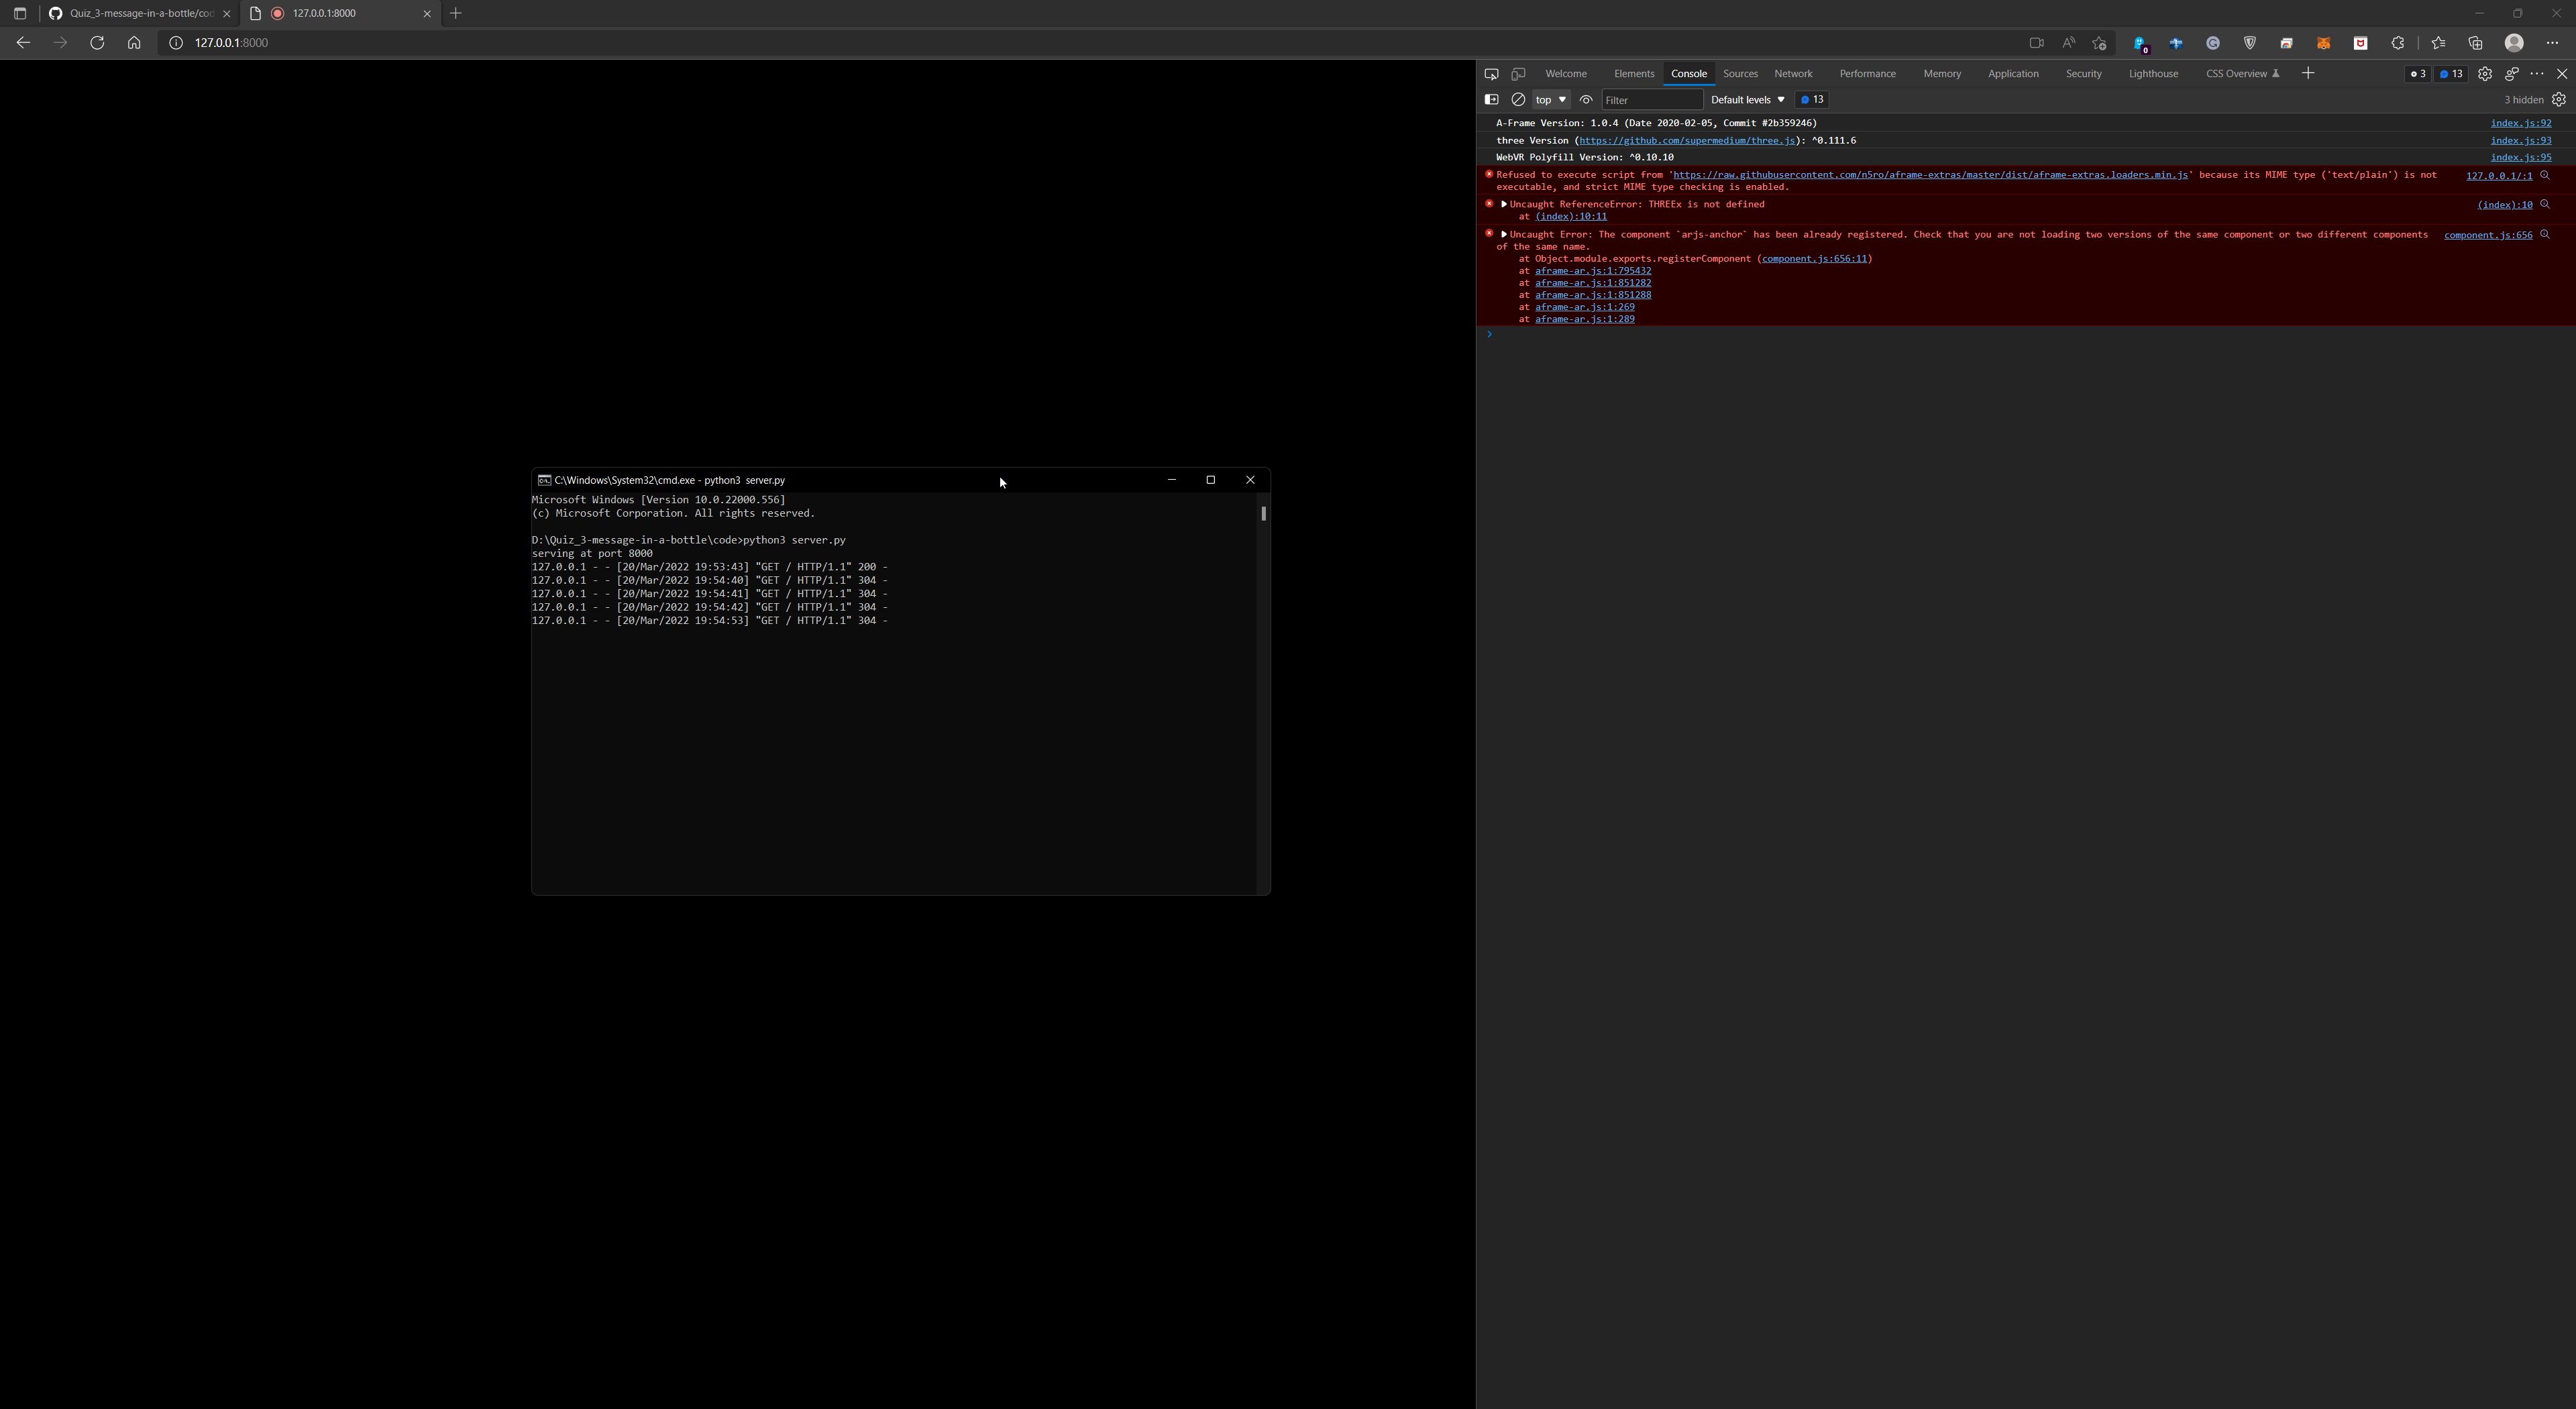 Quiz_3-message-in-a-bottle/cod
127.0.0.1:8000
127.0.0.1:8000
0
Welcome Elements Console Sources Network Performance Memory Application Security Lighthouse CSS Overview 3 13
top Filter Default levels 13 3 hidden
A-Frame Version: 1.0.4 (Date 2020-02-05, Commit #2b359246) index.js:92
three Version (https://github.com/supermedium/three.js): ^0.111.6 index.js:93
WebVR Polyfill Version: ^0.10.10 index.js:95
Refused to execute script from 'https://raw.githubusercontent.com/n5ro/aframe-extras/master/dist/aframe-extras.loaders.min.js' because its MIME type ('text/plain') is not 127.0.0.1/:1
executable, and strict MIME type checking is enabled.
Uncaught ReferenceError: THREEx is not defined (index):10
at (index):10:11
Uncaught Error: The component `arjs-anchor` has been already registered. Check that you are not loading two versions of the same component or two different components component.js:656
of the same name.
at Object.module.exports.registerComponent (component.js:656:11)
at aframe-ar.js:1:795432
at aframe-ar.js:1:851282
at aframe-ar.js:1:851288
at aframe-ar.js:1:269
at aframe-ar.js:1:289
C:\Windows\System32\cmd.exe - python3 server.py
Microsoft Windows [Version 10.0.22000.556]
(c) Microsoft Corporation. All rights reserved.
D:\Quiz_3-message-in-a-bottle\code>python3 server.py
serving at port 8000
127.0.0.1 - - [20/Mar/2022 19:53:43] "GET / HTTP/1.1" 200 -
127.0.0.1 - - [20/Mar/2022 19:54:40] "GET / HTTP/1.1" 304 -
127.0.0.1 - - [20/Mar/2022 19:54:41] "GET / HTTP/1.1" 304 -
127.0.0.1 - - [20/Mar/2022 19:54:42] "GET / HTTP/1.1" 304 -
127.0.0.1 - - [20/Mar/2022 19:54:53] "GET / HTTP/1.1" 304 -